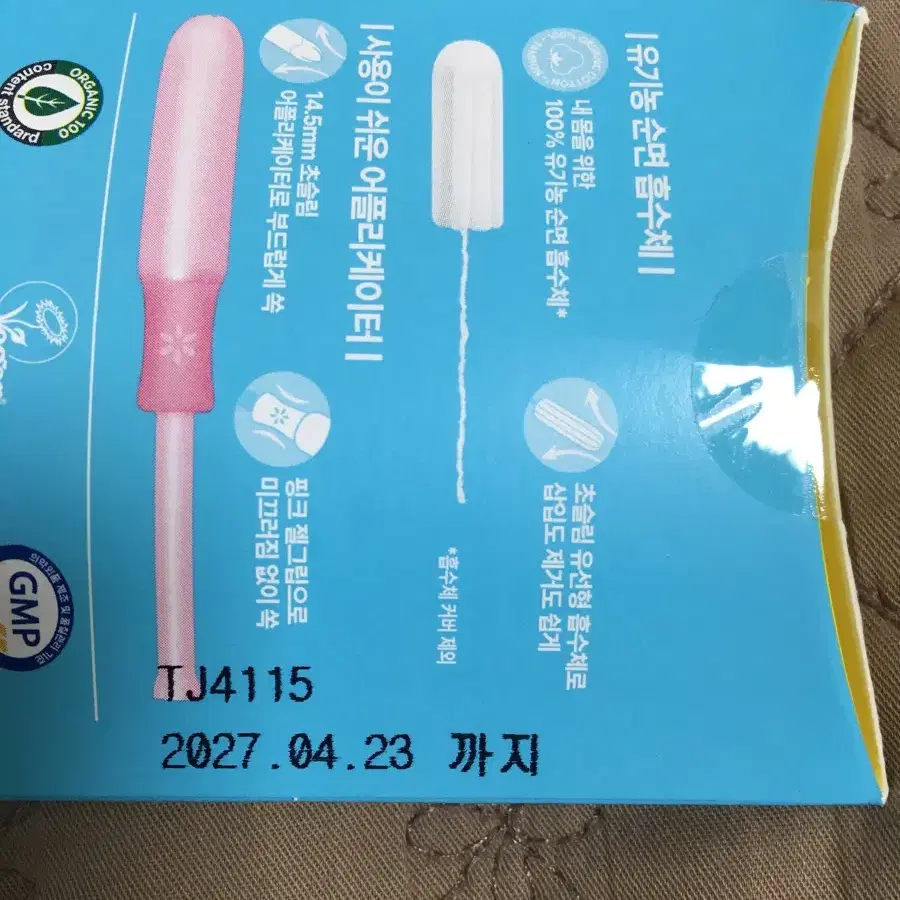 | 유기농 순면 흡수체 |
내 몸을 위한
100% 유기농 순면 흡수체*
초슬림 유선형 흡수체로
삽입도 제거도 쉽게
*흡수체 커버 제외
| 사용이 쉬운 어플리케이터 |
14.5mm 초슬림
어플리케이터로 부드럽게 쏙
핑크 젤그립으로
미끄러짐 없이 쏙
ORGANIC 100
content standard
GMP
TJ4115
2027.04.23 까지